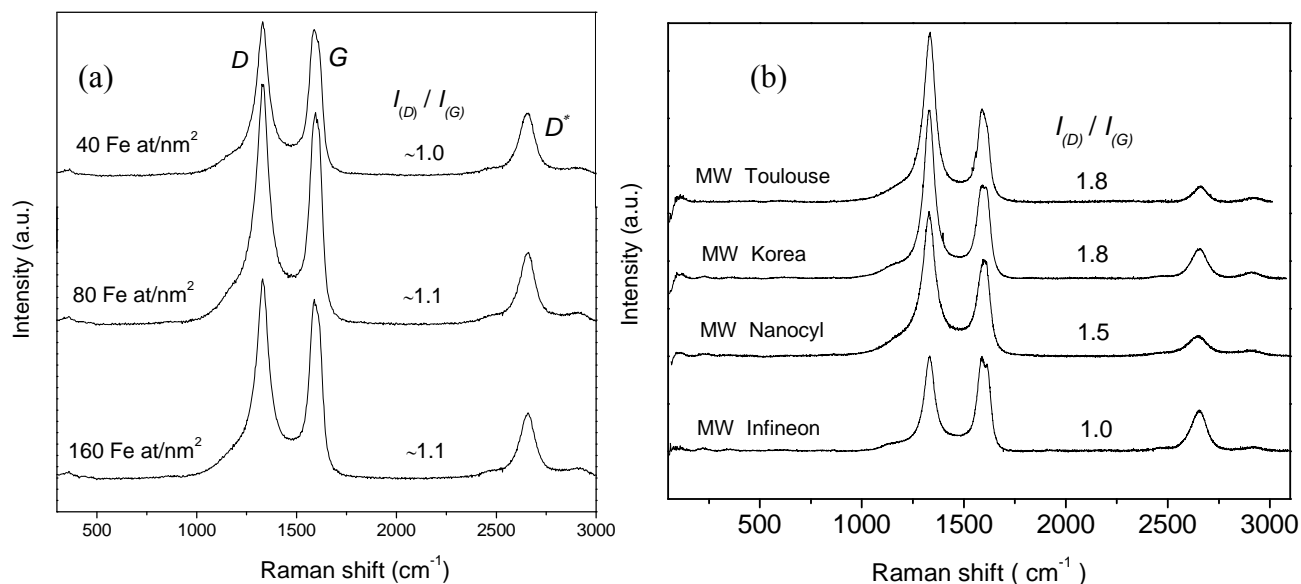 (a)
D
G
I(D) / I(G)
D*
40 Fe at/nm²
~1.0
80 Fe at/nm²
~1.1
160 Fe at/nm²
~1.1
Intensity (a.u.)
500 1000 1500 2000 2500 3000
Raman shift (cm⁻¹)
(b)
I(D) / I(G)
MW Toulouse
1.8
MW Korea
1.8
MW Nanocyl
1.5
MW Infineon
1.0
Intensity (a.u.)
500 1000 1500 2000 2500 3000
Raman shift ( cm⁻¹)